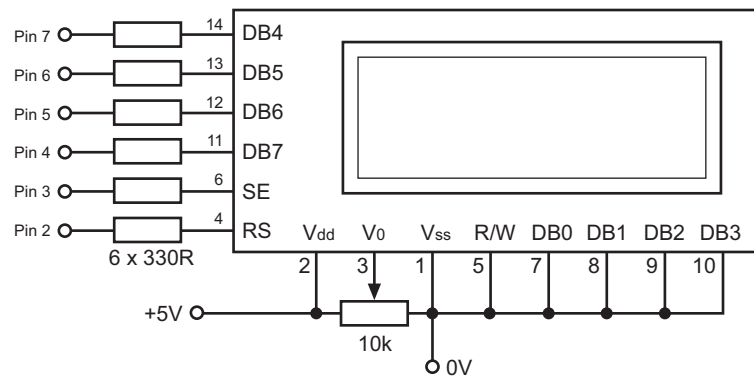 Pin 7 14 DB4
Pin 6 13 DB5
Pin 5 12 DB6
Pin 4 11 DB7
Pin 3 6 SE
Pin 2 4 RS
6 x 330R
Vdd V0 Vss R/W DB0 DB1 DB2 DB3
2 3 1 5 7 8 9 10
+5V
10k
0V